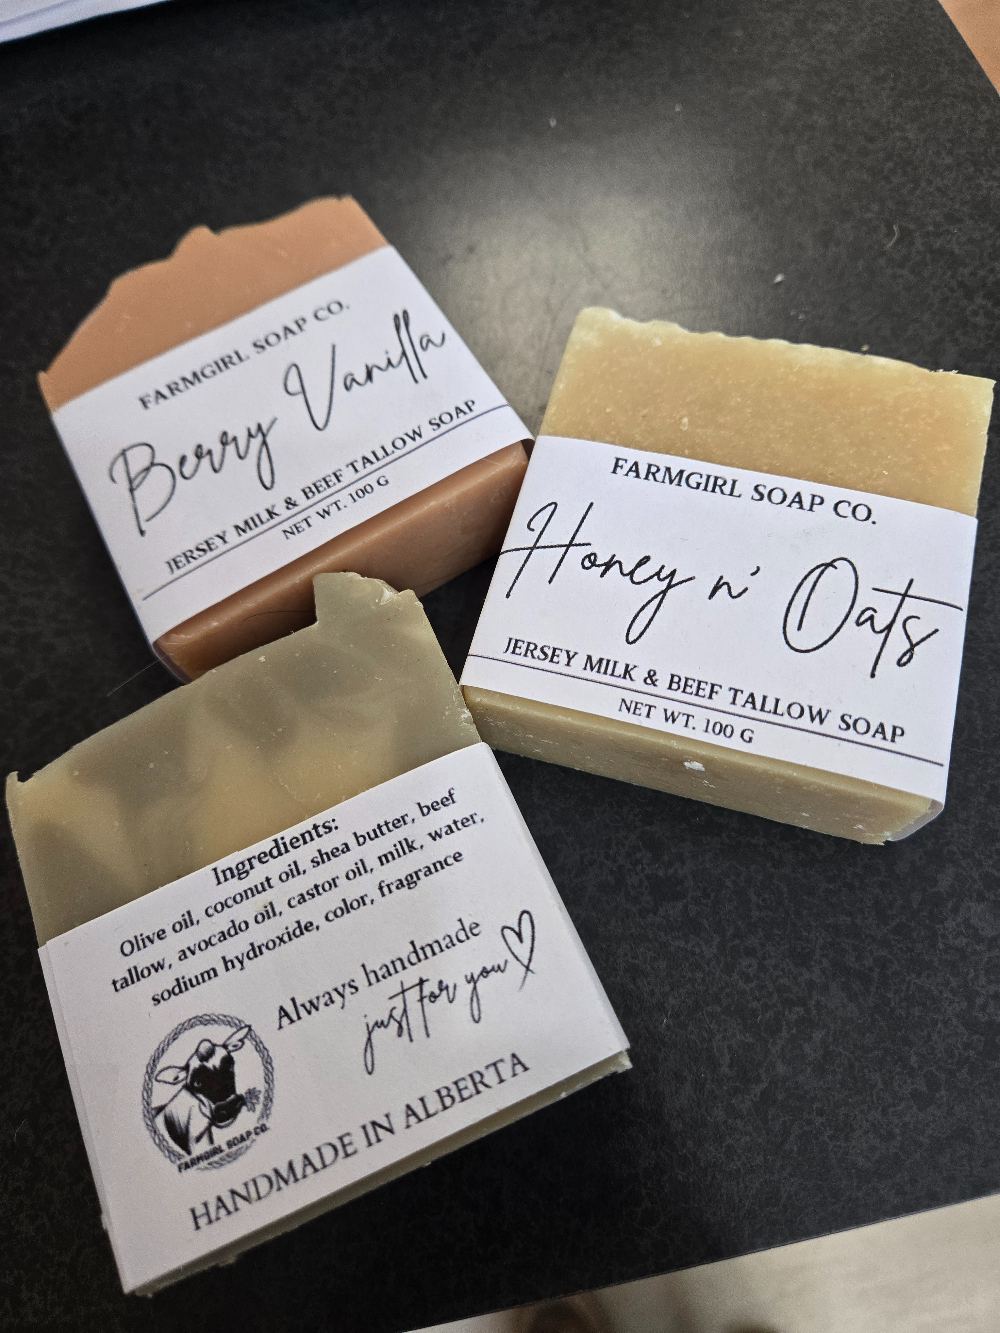 FARMGIRL SOAP CO.
Berry Vanilla
JERSEY MILK & BEEF TALLOW SOAP
NET WT. 100 G
FARMGIRL SOAP CO.
Honey n' Oats
JERSEY MILK & BEEF TALLOW SOAP
NET WT. 100 G
Ingredients:
Olive oil, coconut oil, shea butter, beef
tallow, avocado oil, castor oil, milk, water,
sodium hydroxide, color, fragrance
Always handmade
just for you
FARMGIRL SOAP CO.
HANDMADE IN ALBERTA